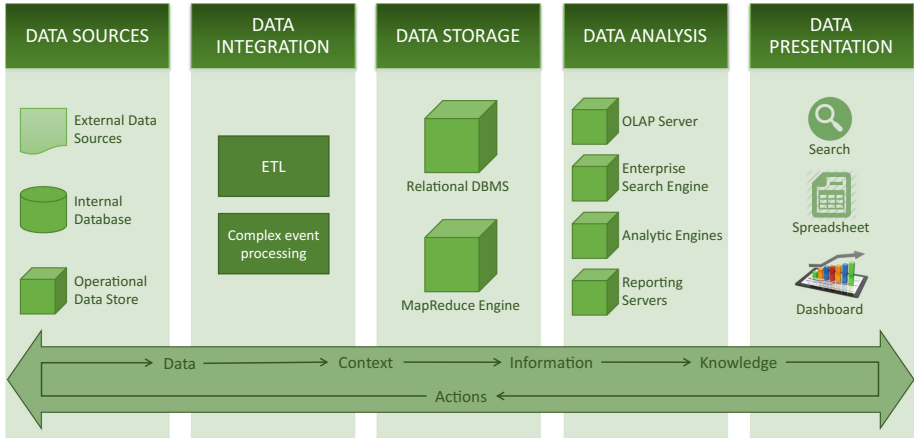 DATA SOURCES
DATA
INTEGRATION
DATA STORAGE
DATA ANALYSIS
DATA
PRESENTATION
External Data
Sources
Internal
Database
Operational
Data Store
ETL
Complex event
processing
Relational DBMS
MapReduce Engine
OLAP Server
Enterprise
Search Engine
Analytic Engines
Reporting
Servers
Search
Spreadsheet
Dashboard
Data
Context
Information
Knowledge
Actions